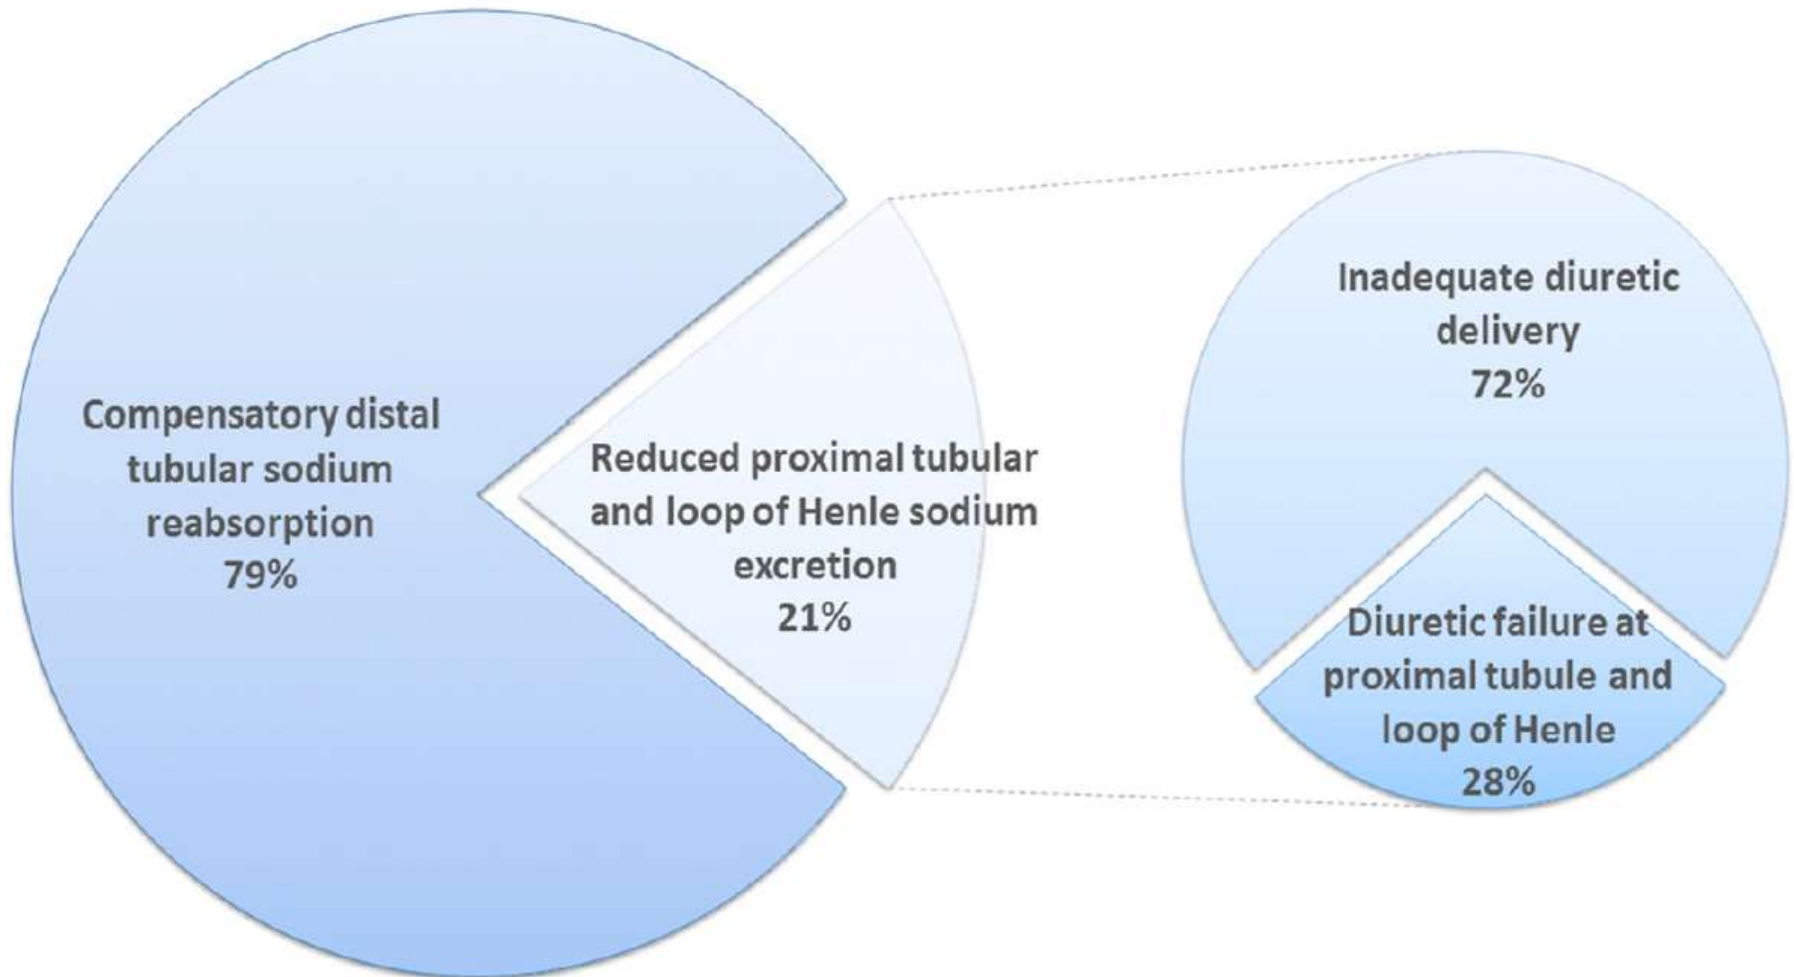 Compensatory distal
tubular sodium
reabsorption
79%
Reduced proximal tubular
and loop of Henle sodium
excretion
21%
Inadequate diuretic
delivery
72%
Diuretic failure at
proximal tubule and
loop of Henle
28%